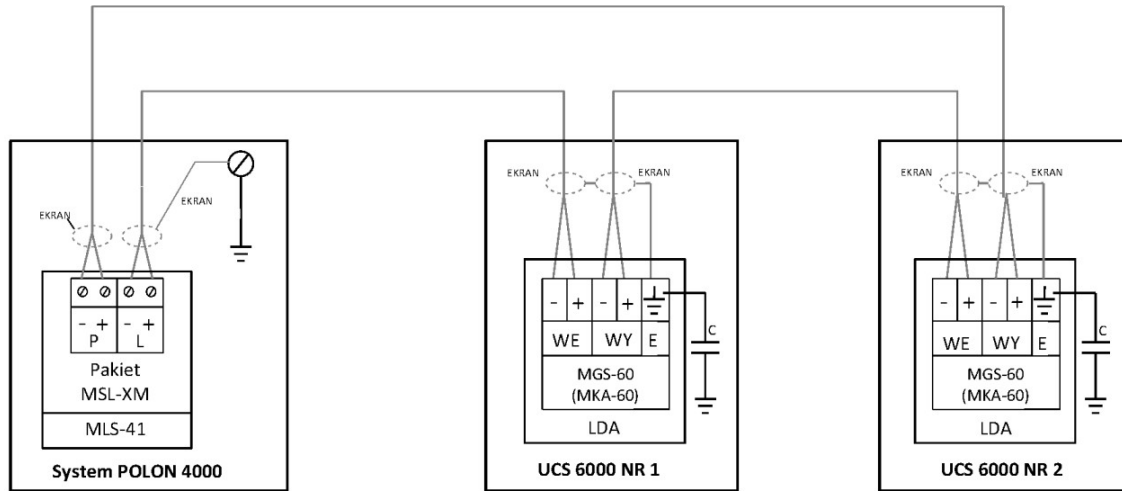 EKRAN
EKRAN
- + - +
P L
Pakiet
MSL-XM
MLS-41
System POLON 4000
EKRAN EKRAN
- + - +
WE WY E
C
MGS-60
(MKA-60)
LDA
UCS 6000 NR 1
EKRAN EKRAN
- + - +
WE WY E
C
MGS-60
(MKA-60)
LDA
UCS 6000 NR 2